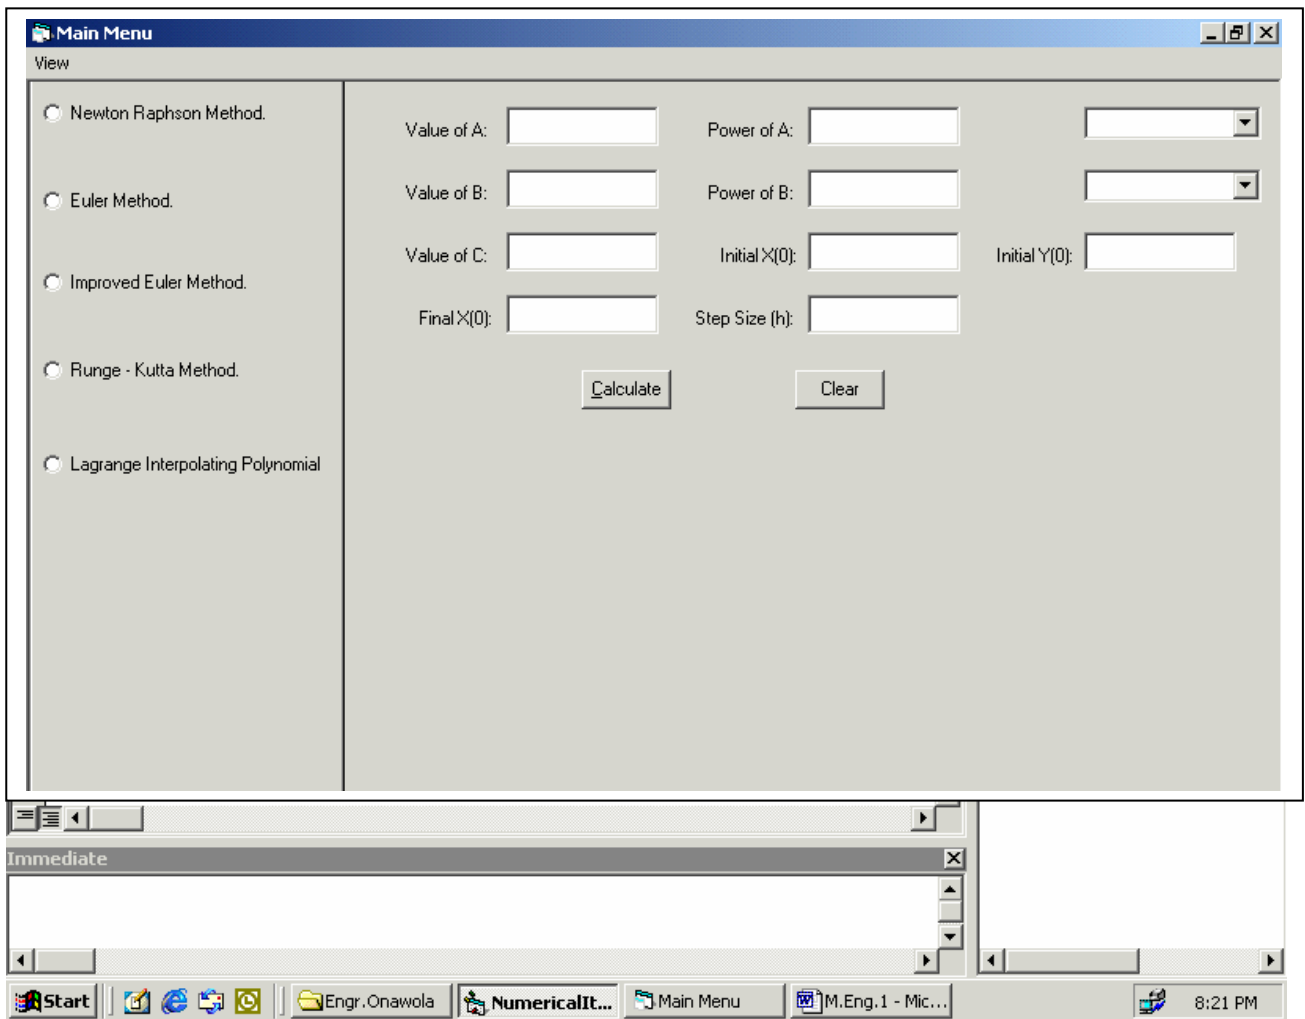 Main Menu
View
Newton Raphson Method.
Euler Method.
Improved Euler Method.
Runge - Kutta Method.
Lagrange Interpolating Polynomial
Value of A: Power of A:
Value of B: Power of B:
Value of C: Initial X(0): Initial Y(0):
Final X(0): Step Size (h):
Calculate Clear
Immediate
Start Engr.Onawola NumericalIt... Main Menu M.Eng.1 - Mic... 8:21 PM